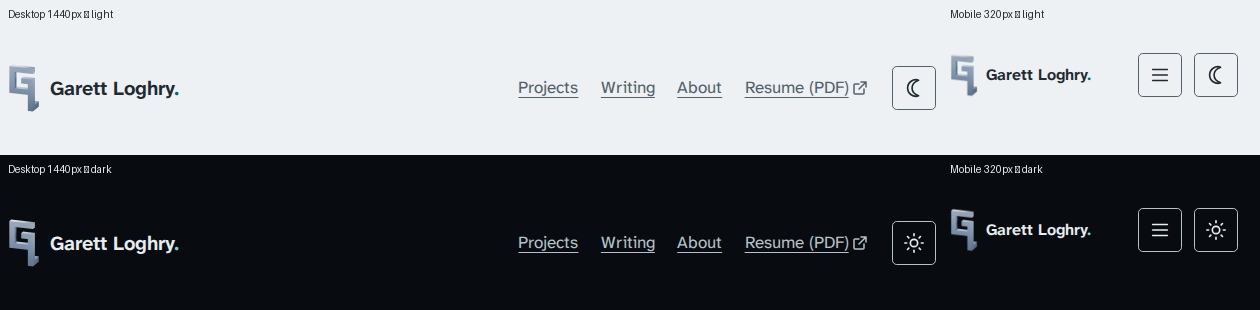 Desktop 1440px light
Mobile 320px light
Garett Loghry.
Projects Writing About Resume (PDF)
Garett Loghry.
Desktop 1440px dark
Mobile 320px dark
Garett Loghry.
Projects Writing About Resume (PDF)
Garett Loghry.